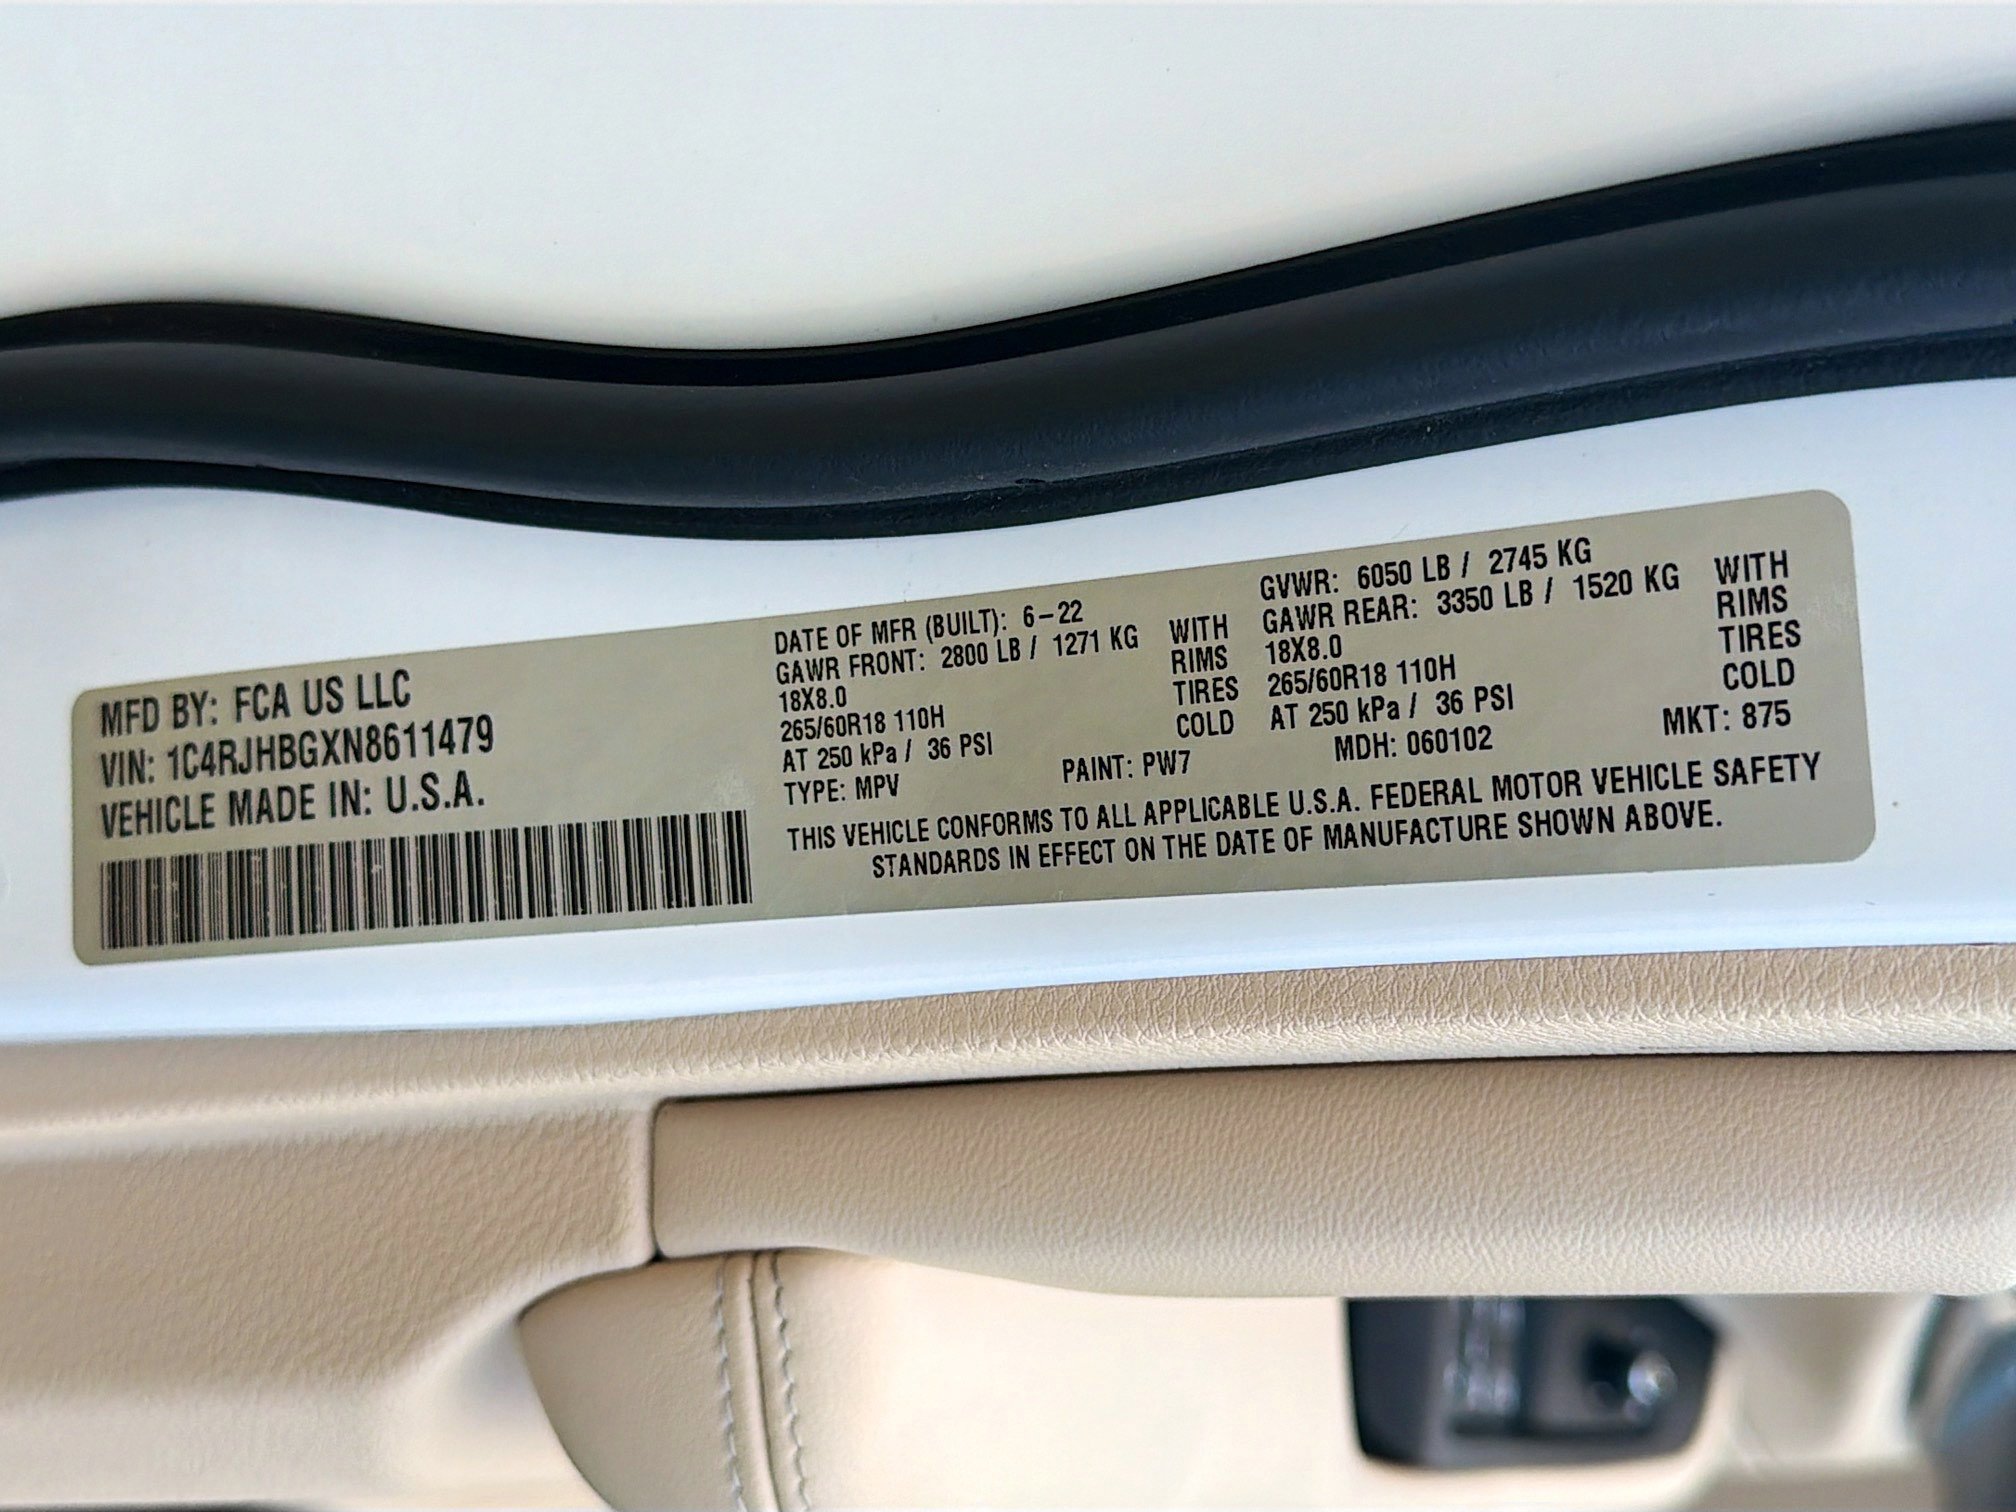 MFD BY: FCA US LLC
VIN: 1C4RJHBGXN8611479
VEHICLE MADE IN: U.S.A.
DATE OF MFR (BUILT): 6-22
GAWR FRONT: 2800 LB / 1271 KG WITH
18X8.0 RIMS
265/60R18 110H TIRES
AT 250 kPa / 36 PSI COLD
GVWR: 6050 LB / 2745 KG
GAWR REAR: 3350 LB / 1520 KG WITH
18X8.0 RIMS
265/60R18 110H TIRES
AT 250 kPa / 36 PSI COLD
TYPE: MPV PAINT: PW7 MDH: 060102 MKT: 875
THIS VEHICLE CONFORMS TO ALL APPLICABLE U.S.A. FEDERAL MOTOR VEHICLE SAFETY
STANDARDS IN EFFECT ON THE DATE OF MANUFACTURE SHOWN ABOVE.